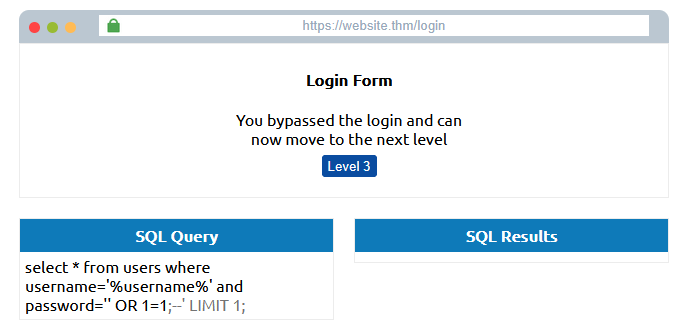 https://website.thm/login
Login Form
You bypassed the login and can
now move to the next level
Level 3
SQL Query
select * from users where
username='%username%' and
password='' OR 1=1;--' LIMIT 1;
SQL Results